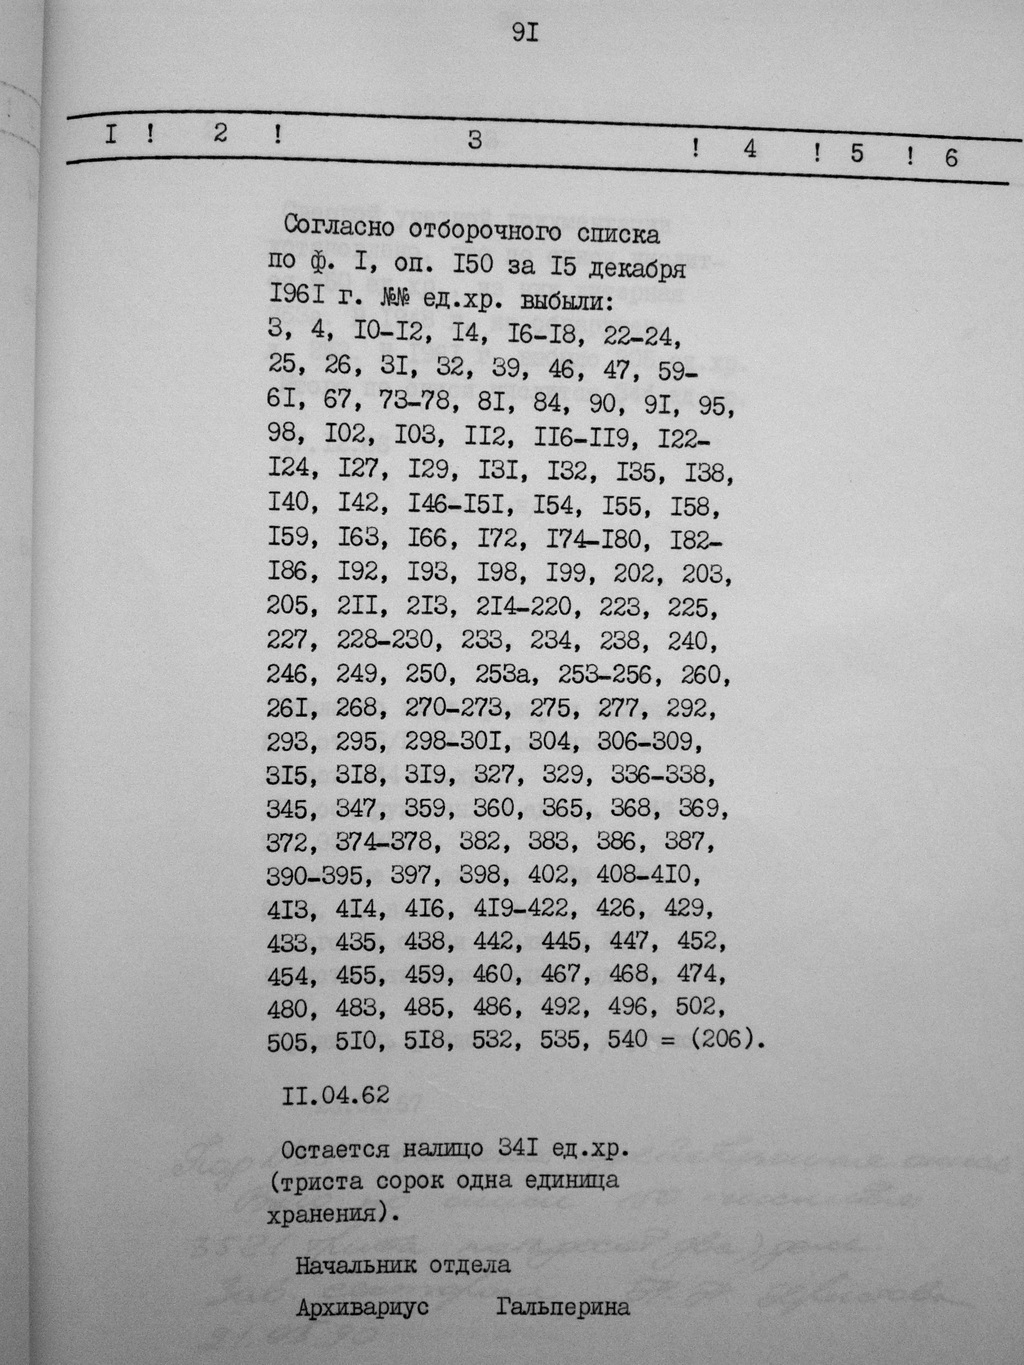 9I
I ! 2 ! 3 ! 4 ! 5 ! 6
Согласно отборочного списка
по ф. I, оп. I50 за I5 декабря
I96I г. №№ ед.хр. выбыли:
3, 4, I0-I2, I4, I6-I8, 22-24,
25, 26, 3I, 32, 39, 46, 47, 59-
6I, 67, 73-78, 8I, 84, 90, 9I, 95,
98, I02, I03, II2, II6-II9, I22-
I24, I27, I29, I3I, I32, I35, I38,
I40, I42, I46-I5I, I54, I55, I58,
I59, I63, I66, I72, I74-I80, I82-
I86, I92, I93, I98, I99, 202, 203,
205, 2II, 2I3, 2I4-220, 223, 225,
227, 228-230, 233, 234, 238, 240,
246, 249, 250, 253а, 253-256, 260,
26I, 268, 270-273, 275, 277, 292,
293, 295, 298-30I, 304, 306-309,
3I5, 3I8, 3I9, 327, 329, 336-338,
345, 347, 359, 360, 365, 368, 369,
372, 374-378, 382, 383, 386, 387,
390-395, 397, 398, 402, 408-4I0,
4I3, 4I4, 4I6, 4I9-422, 426, 429,
433, 435, 438, 442, 445, 447, 452,
454, 455, 459, 460, 467, 468, 474,
480, 483, 485, 486, 492, 496, 502,
505, 5I0, 5I8, 532, 535, 540 = (206).
II.04.62
Остается налицо 34I ед.хр.
(триста сорок одна единица
хранения).
Начальник отдела
Архивариус Гальперина